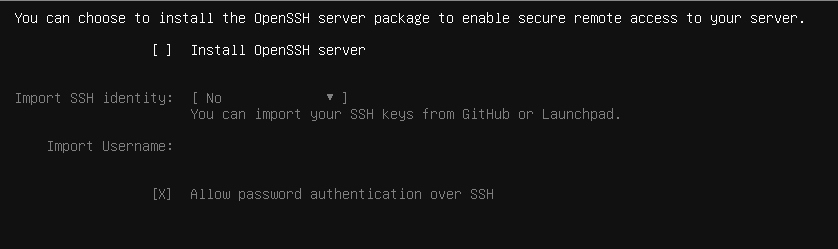 You can choose to install the OpenSSH server package to enable secure remote access to your server.
[ ] Install OpenSSH server
Import SSH identity: [ No ▼ ]
You can import your SSH keys from GitHub or Launchpad.
Import Username:
[X] Allow password authentication over SSH